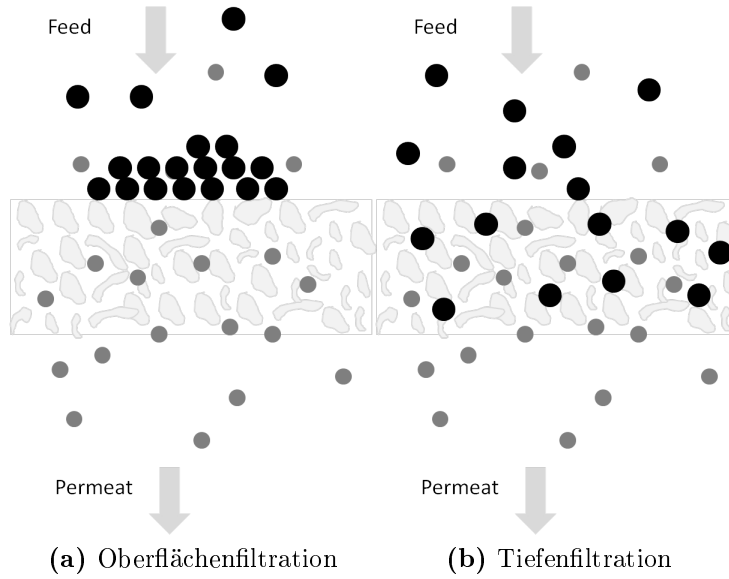 Feed
Feed
Permeat
Permeat
(a) Oberflächenfiltration
(b) Tiefenfiltration